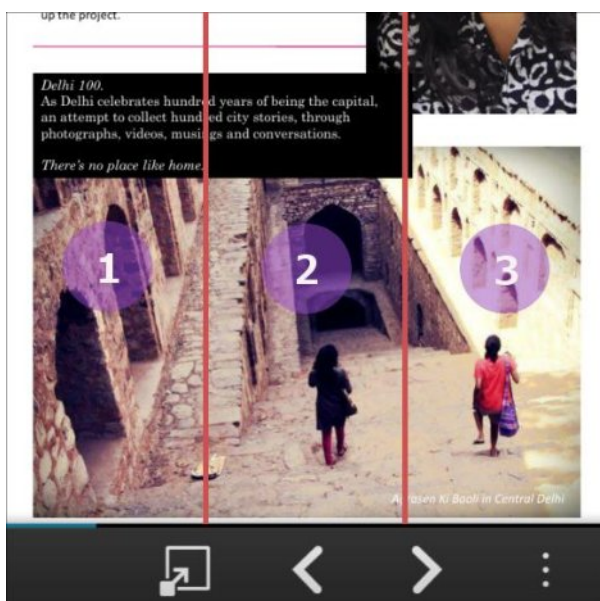 up the project.
Delhi 100.
As Delhi celebrates hundred years of being the capital,
an attempt to collect hundred city stories, through
photographs, videos, musings and conversations.
There's no place like home.
1
2
3
Agrasen Ki Baoli in Central Delhi